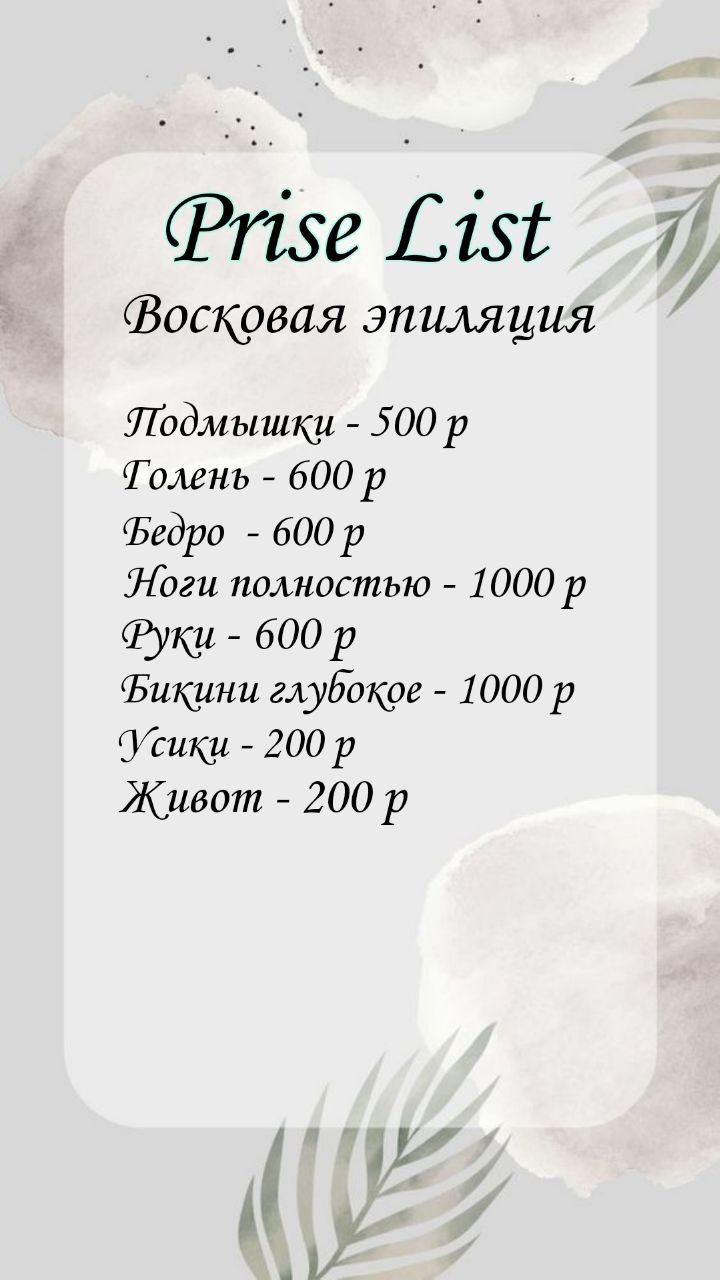 Prise List
Восковая эпиляция
Подмышки - 500 р
Голень - 600 р
Бедро - 600 р
Ноги полностью - 1000 р
Руки - 600 р
Бикини глубокое - 1000 р
Усики - 200 р
Живот - 200 р